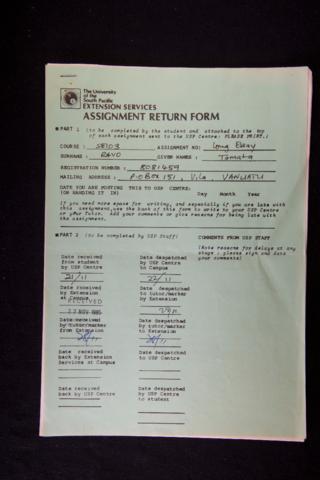 The University
of the
South Pacific
EXTENSION SERVICES
ASSIGNMENT RETURN FORM
PART 1 (to be completed by the student and attached to the top
of each assignment sent to the USP Centre: PLEASE PRINT.)
COURSE : SE103 ASSIGNMENT NO: Long Essay
SURNAME : RAVO GIVEN NAMES : Tomata
REGISTRATION NUMBER : 8081459
MAILING ADDRESS : P.O BOX 151 Vila VANUATU
DATE YOU ARE POSTING THIS TO USP CENTRE:
(OR HANDING IT IN) Day Month Year
If you need more space for writing, and especially if you are late with
this assignment, use the back of this form to write to your USP Centre
or your Tutor. Add your comments or give reasons for being late with
the assignment.
PART 2 (to be completed by USP Staff) COMMENTS FROM USP STAFF
(Note reasons for delays at any
stage ; please sign and date
your comments)
Date received Date despatched
from student by USP Centre
by USP Centre to Campus
21/11 22/11
Date received Date despatched
by Extension to tutor/marker
at Campus by Extension
RECEIVED
27 NOV 1985
Date received Date despatched
by tutor/marker by tutor/marker
from Extension to Extension
Date received Date despatched
by Extension to USP Centre
Services at Campus
Date received Date despatched
back by USP Centre by USP Centre
to student